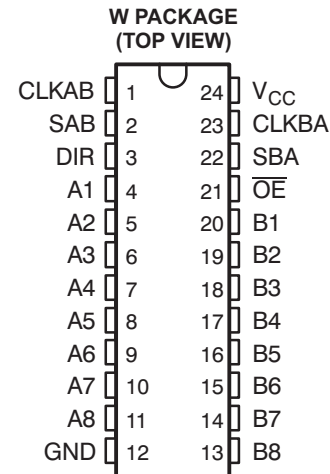 W PACKAGE
(TOP VIEW)
CLKAB 1 24 VCC
SAB 2 23 CLKBA
DIR 3 22 SBA
A1 4 21 O̅E̅
A2 5 20 B1
A3 6 19 B2
A4 7 18 B3
A5 8 17 B4
A6 9 16 B5
A7 10 15 B6
A8 11 14 B7
GND 12 13 B8